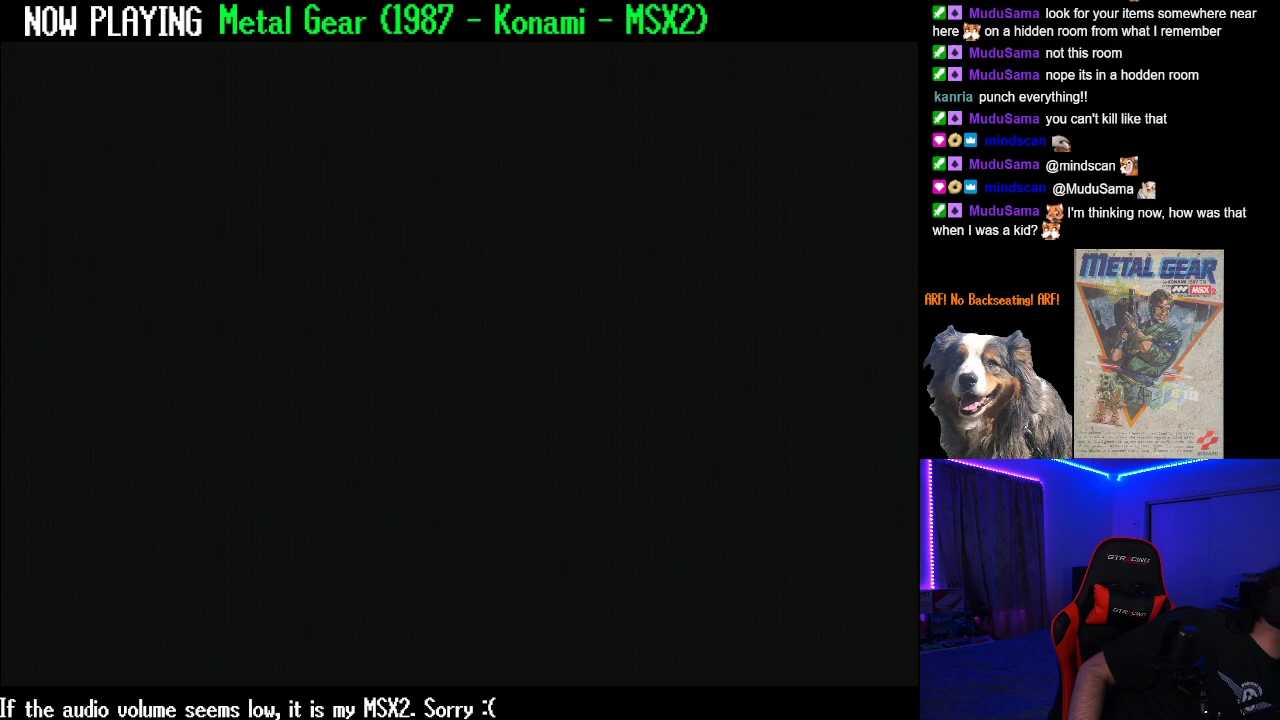 NOW PLAYING Metal Gear (1987 - Konami - MSX2)
MuduSama look for your items somewhere near
here on a hidden room from what I remember
MuduSama not this room
MuduSama nope its in a hodden room
kanria punch everything!!
MuduSama you can't kill like that
mindscan
MuduSama @mindscan
mindscan @MuduSama
MuduSama I'm thinking now, how was that
when I was a kid?
ARF! No Backseating! ARF!
METAL GEAR
MSX
GTRACING
GTRACING
If the audio volume seems low, it is my MSX2. Sorry :(